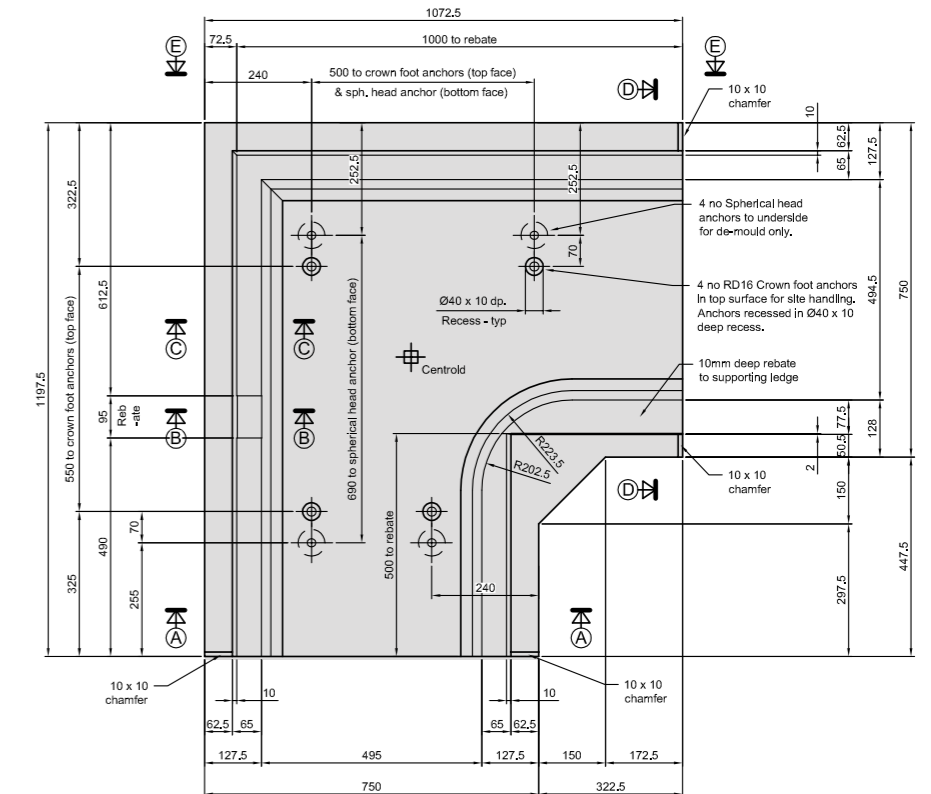 1072.5
72.5
1000 to rebate
E
E
240
500 to crown foot anchors (top face)
& sph. head anchor (bottom face)
D
10 x 10
chamfer
10
62.5
65
127.5
322.5
252.5
252.5
4 no Spherical head
anchors to underside
for de-mould only.
70
612.5
Ø40 x 10 dp.
Recess - typ
4 no RD16 Crown foot anchors
in top surface for site handling.
Anchors recessed in Ø40 x 10
deep recess.
494.5
750
C
C
Centroid
10mm deep rebate
to supporting ledge
1197.5
550 to crown foot anchors (top face)
690 to spherical head anchor (bottom face)
95
Reb
-ate
B
B
R223.5
R202.5
77.5
50.5
128
2
10 x 10
chamfer
D
150
70
490
500 to rebate
325
255
240
297.5
447.5
A
A
10 x 10
chamfer
10
10
10 x 10
chamfer
62.5
65
65
62.5
127.5
495
127.5
150
172.5
750
322.5